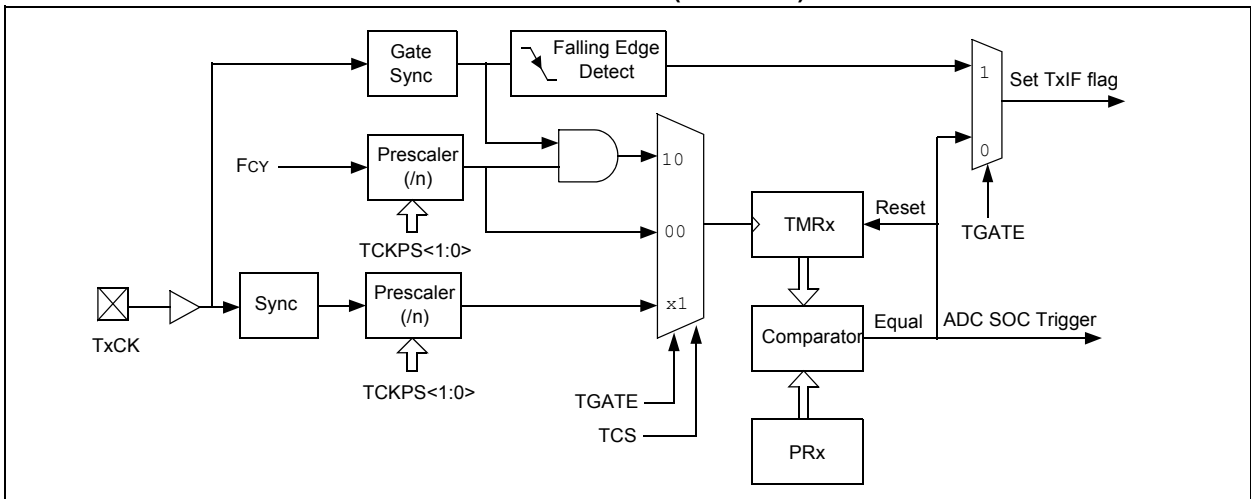 Gate
Sync
Falling Edge
Detect
1
Set TxIF flag
0
TGATE
FCY
Prescaler
(/n)
TCKPS<1:0>
10
00
x1
TMRx
Reset
TxCK
Sync
Prescaler
(/n)
TCKPS<1:0>
Comparator
Equal
ADC SOC Trigger
TGATE
TCS
PRx